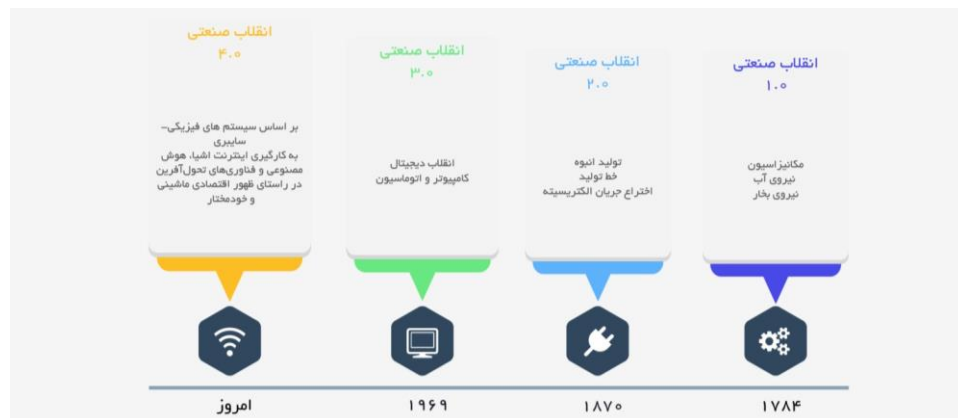 انقلاب صنعتی
۱.۰
مکانیزاسیون
نیروی آب
نیروی بخار
۱۷۸۴
انقلاب صنعتی
۲.۰
تولید انبوه
خط تولید
اختراع جریان الکتریسیته
۱۸۷۰
انقلاب صنعتی
۳.۰
انقلاب دیجیتال
کامپیوتر و اتوماسیون
۱۹۶۹
انقلاب صنعتی
۴.۰
بر اساس سیستم های فیزیکی-
سایبری
به کارگیری اینترنت اشیا، هوش
مصنوعی و فناوری‌های تحول‌آفرین
در راستای ظهور اقتصادی ماشینی
و خودمختار
امروز